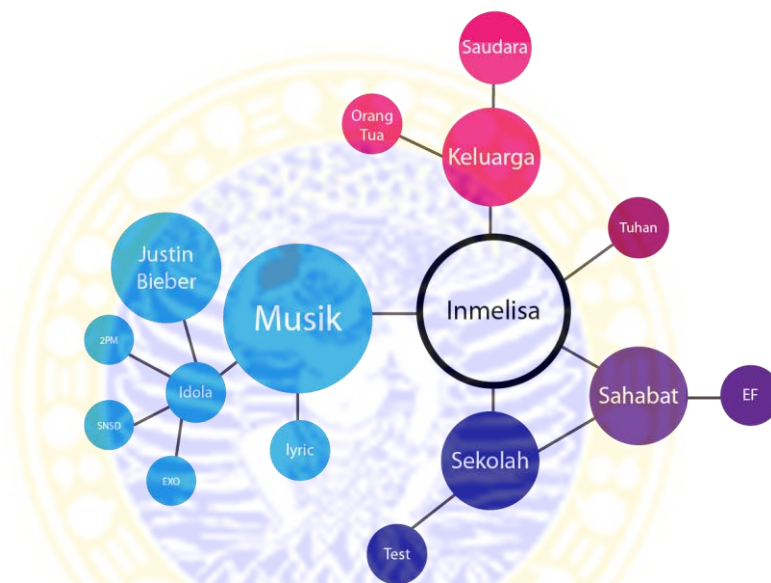 Saudara
Orang
Tua
Keluarga
Tuhan
Justin
Bieber
Musik
Inmelisa
2PM
Idola
Sahabat
EF
SNSD
lyric
Sekolah
EXO
Test